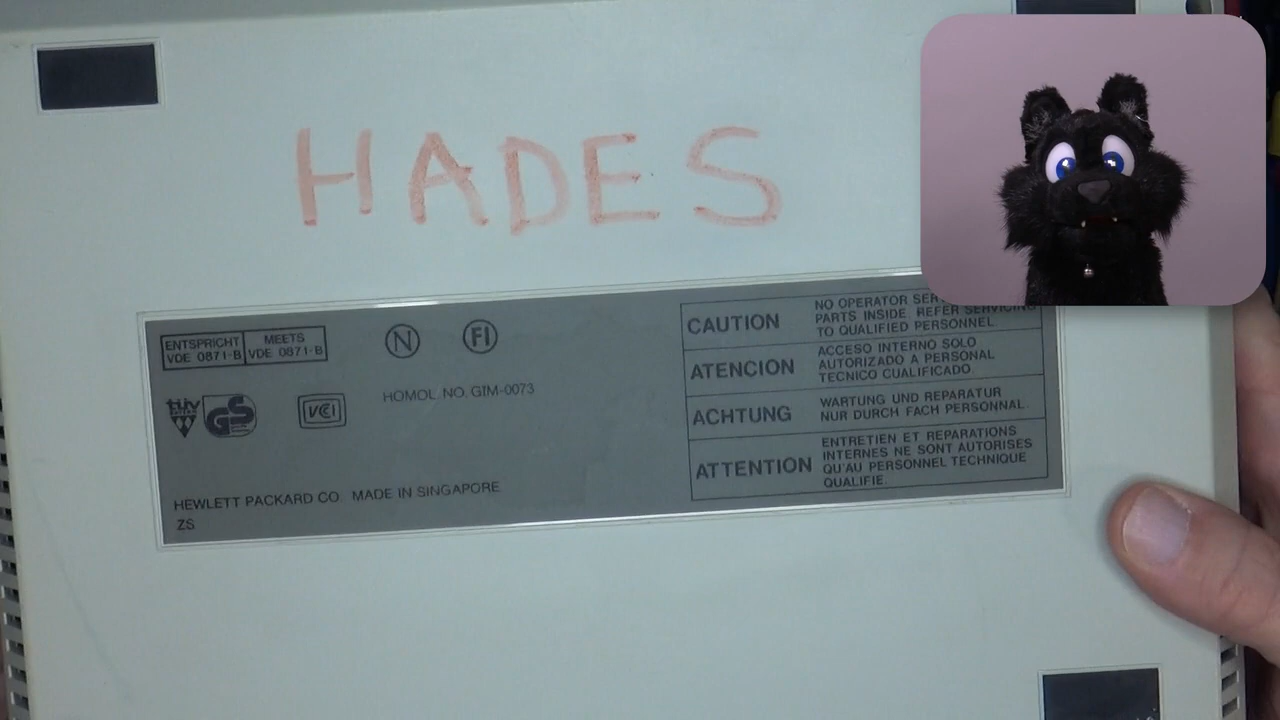 HADES
ENTSPRICHT
VDE 0871-B
MEETS
VDE 0871-B
N
FI
TÜV
GS
VCI
HOMOL. NO. GIM-0073
HEWLETT PACKARD CO MADE IN SINGAPORE
ZS
CAUTION
NO OPERATOR
PARTS INSIDE. REFER SERVICING
TO QUALIFIED PERSONNEL.
ATENCION
ACCESO INTERNO SOLO
AUTORIZADO A PERSONAL
TECNICO CUALIFICADO
ACHTUNG
WARTUNG UND REPARATUR
NUR DURCH FACH PERSONNAL.
ATTENTION
ENTRETIEN ET REPARATIONS
INTERNES NE SONT AUTORISES
QU'AU PERSONNEL TECHNIQUE
QUALIFIE.